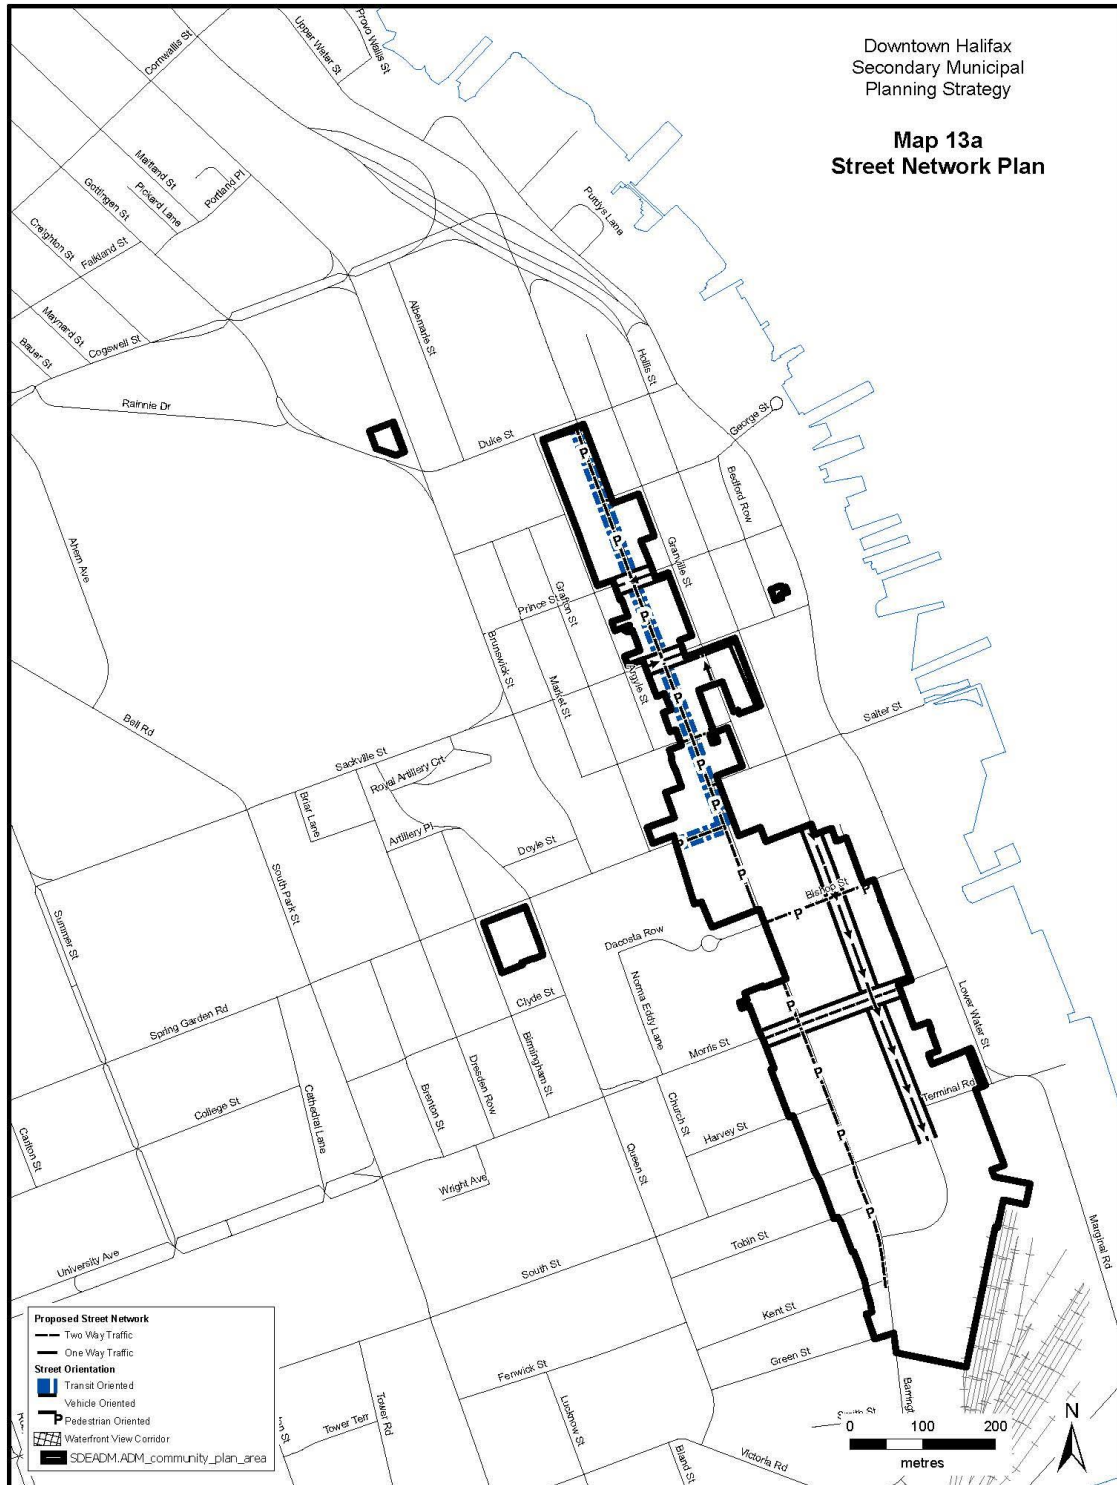 Downtown Halifax
Secondary Municipal
Planning Strategy
Map 13a
Street Network Plan
Cornwallis St
Upper Water St
Provo Wallis St
Maitland St
Gottingen St
Pickard Lane
Portland Pl
Creighton St
Falkland St
Purdys Lane
Maynard St
Bauer St
Cogswell St
Albemarle St
Rainnie Dr
Hollis St
George St
Duke St
Bedford Row
Ahern Ave
Granville St
Grafton St
Prince S
Brunswick St
Argyle St
Market St
Bell Rd
Salter St
Sackville St
Royal Artillery Crt
Briar Lane
Artillery Pl
Doyle St
South Park St
Bishop St
Summer St
Dacosta Row
Norma Eddy Lane
Clyde St
Lower Water St
Spring Garden Rd
Morris St
Birmingham St
Dresden Row
Brenton St
Terminal Rd
College St
Cathedral Lane
Church St
Harvey St
Carlton St
Queen St
Wright Ave
Tobin St
Marginal Rd
University Ave
South St
Kent St
Green St
Fenwick St
Barringt
Smith St
Tower Rd
Tower Terr
Lucknow St
Bland St
Victoria Rd
P
P
P
P
P
P
P
P
P
P
P
P
P
P
Proposed Street Network
Two Way Traffic
One Way Traffic
Street Orientation
Transit Oriented
Vehicle Oriented
P Pedestrian Oriented
Waterfront View Corridor
SDEADM.ADM_community_plan_area
0 100 200
metres
N